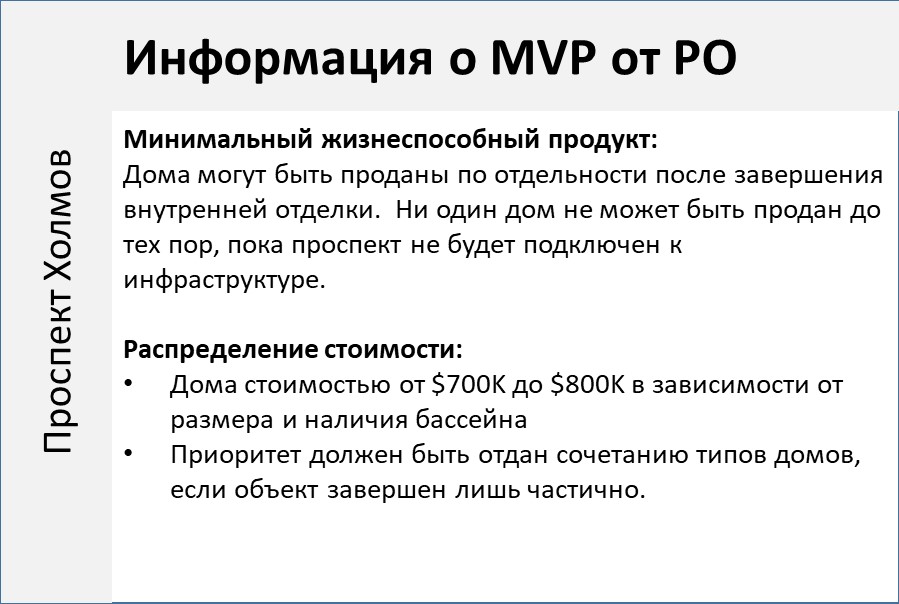 Информация о MVP от PO
Проспект Холмов
Минимальный жизнеспособный продукт:
Дома могут быть проданы по отдельности после завершения
внутренней отделки.  Ни один дом не может быть продан до
тех пор, пока проспект не будет подключен к
инфраструктуре.
Распределение стоимости:
• Дома стоимостью от $700K до $800K в зависимости от
размера и наличия бассейна
• Приоритет должен быть отдан сочетанию типов домов,
если объект завершен лишь частично.